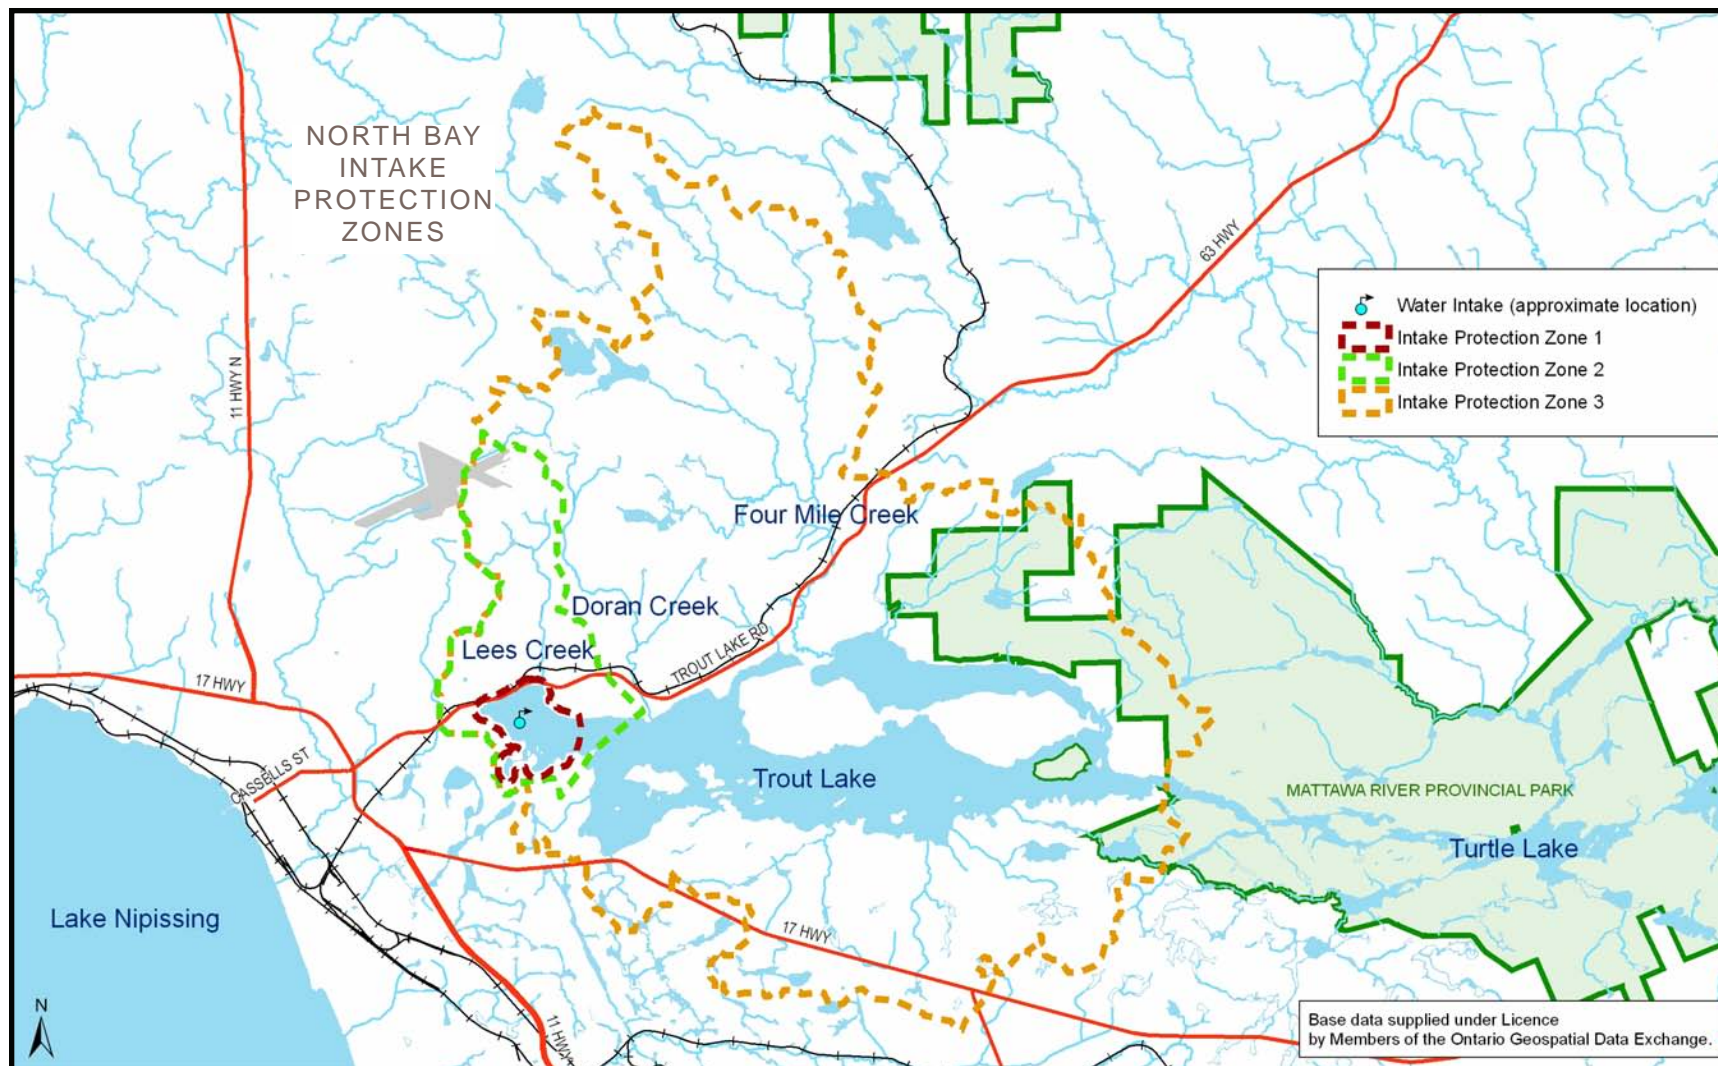 NORTH BAY
INTAKE
PROTECTION
ZONES
63 HWY
Water Intake (approximate location)
Intake Protection Zone 1
Intake Protection Zone 2
Intake Protection Zone 3
11 HWY N
Four Mile Creek
Doran Creek
Lees Creek
TROUT LAKE RD
17 HWY
CASSELLS ST
Trout Lake
MATTAWA RIVER PROVINCIAL PARK
Turtle Lake
Lake Nipissing
17 HWY
11 HWY
N
Base data supplied under Licence
by Members of the Ontario Geospatial Data Exchange.